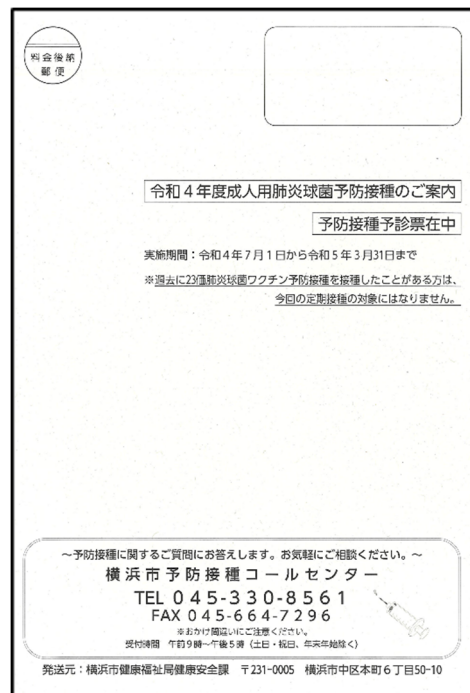 料金後納
郵便
令和４年度成人用肺炎球菌予防接種のご案内
予防接種予診票在中
実施期間：令和４年７月１日から令和５年３月31日まで
※過去に23価肺炎球菌ワクチン予防接種を接種したことがある方は、
今回の定期接種の対象にはなりません。
～予防接種に関するご質問にお答えします。お気軽にご相談ください。～
横浜市予防接種コールセンター
TEL 045-330-8561
FAX 045-664-7296
※おかけ間違いにご注意ください。
受付時間　午前９時～午後５時（土日・祝日、年末年始除く）
発送元：横浜市健康福祉局健康安全課　〒231-0005　横浜市中区本町６丁目50-10